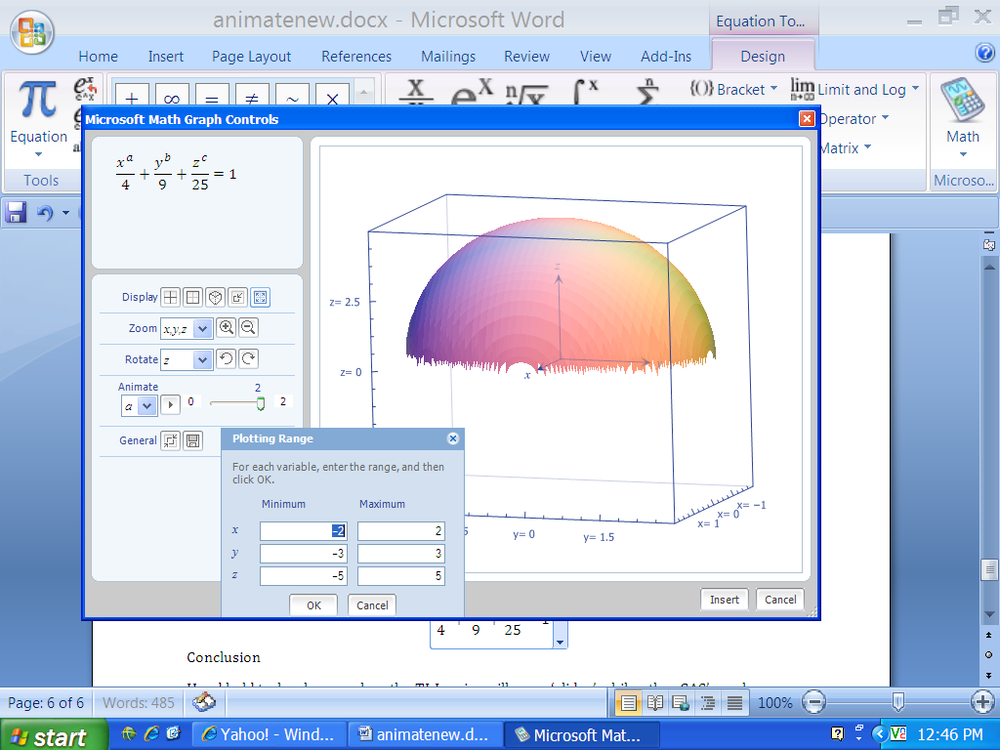 animatenew.docx - Microsoft Word
Equation To...
Home Insert Page Layout References Mailings Review View Add-Ins Design
Equation
Tools
+ ∞ = ≠ ~ ×
{()} Bracket
lim n→∞ Limit and Log
Operator
Matrix
Math
Microso...
Microsoft Math Graph Controls
x^a/4 + y^b/9 + z^c/25 = 1
Display
Zoom x,y,z
Rotate z
Animate
a 0 2 2
General
z= 2.5
z= 0
z
x
y= 0
y= 1.5
x= 1
x= 0
x= −1
Plotting Range
For each variable, enter the range, and then
click OK.
Minimum Maximum
x −2 2
y −3 3
z −5 5
OK Cancel
Insert Cancel
4 9 25
Conclusion
Page: 6 of 6 Words: 485 100%
start Yahoo! - Wind... animatenew.d... Microsoft Mat... 12:46 PM